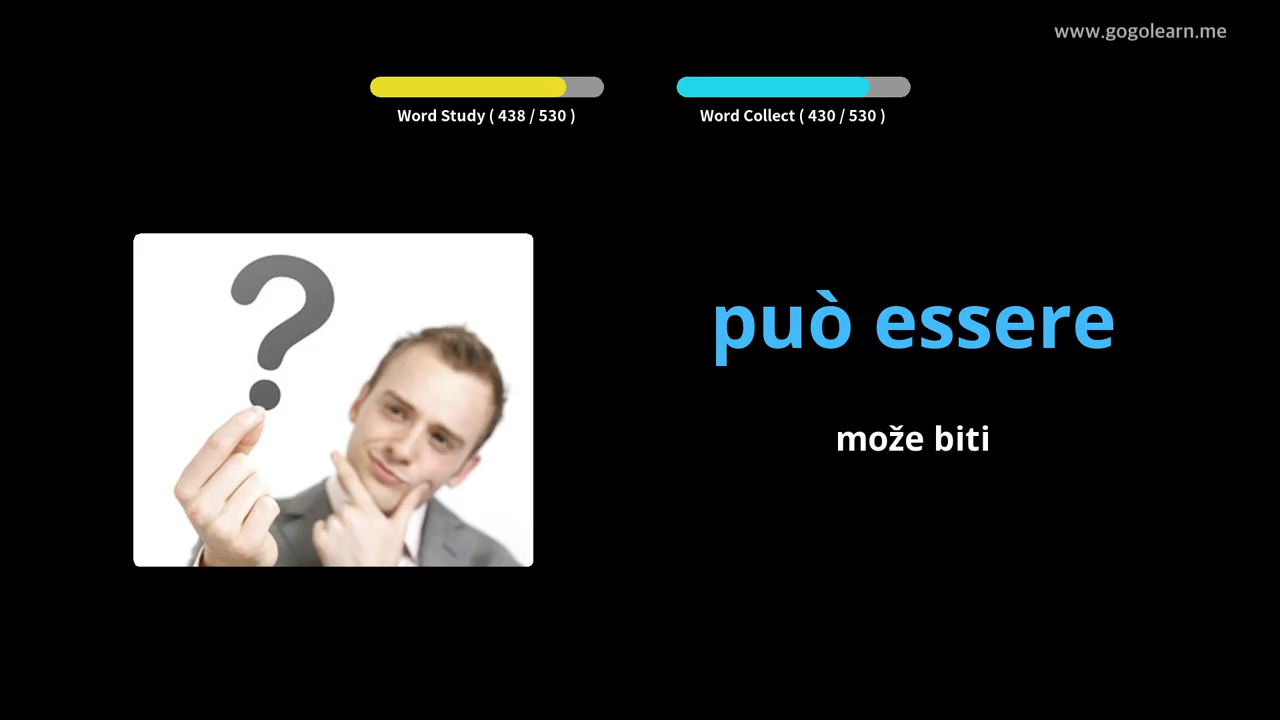 www.gogolearn.me
Word Study ( 438 / 530 )
Word Collect ( 430 / 530 )
può essere
može biti